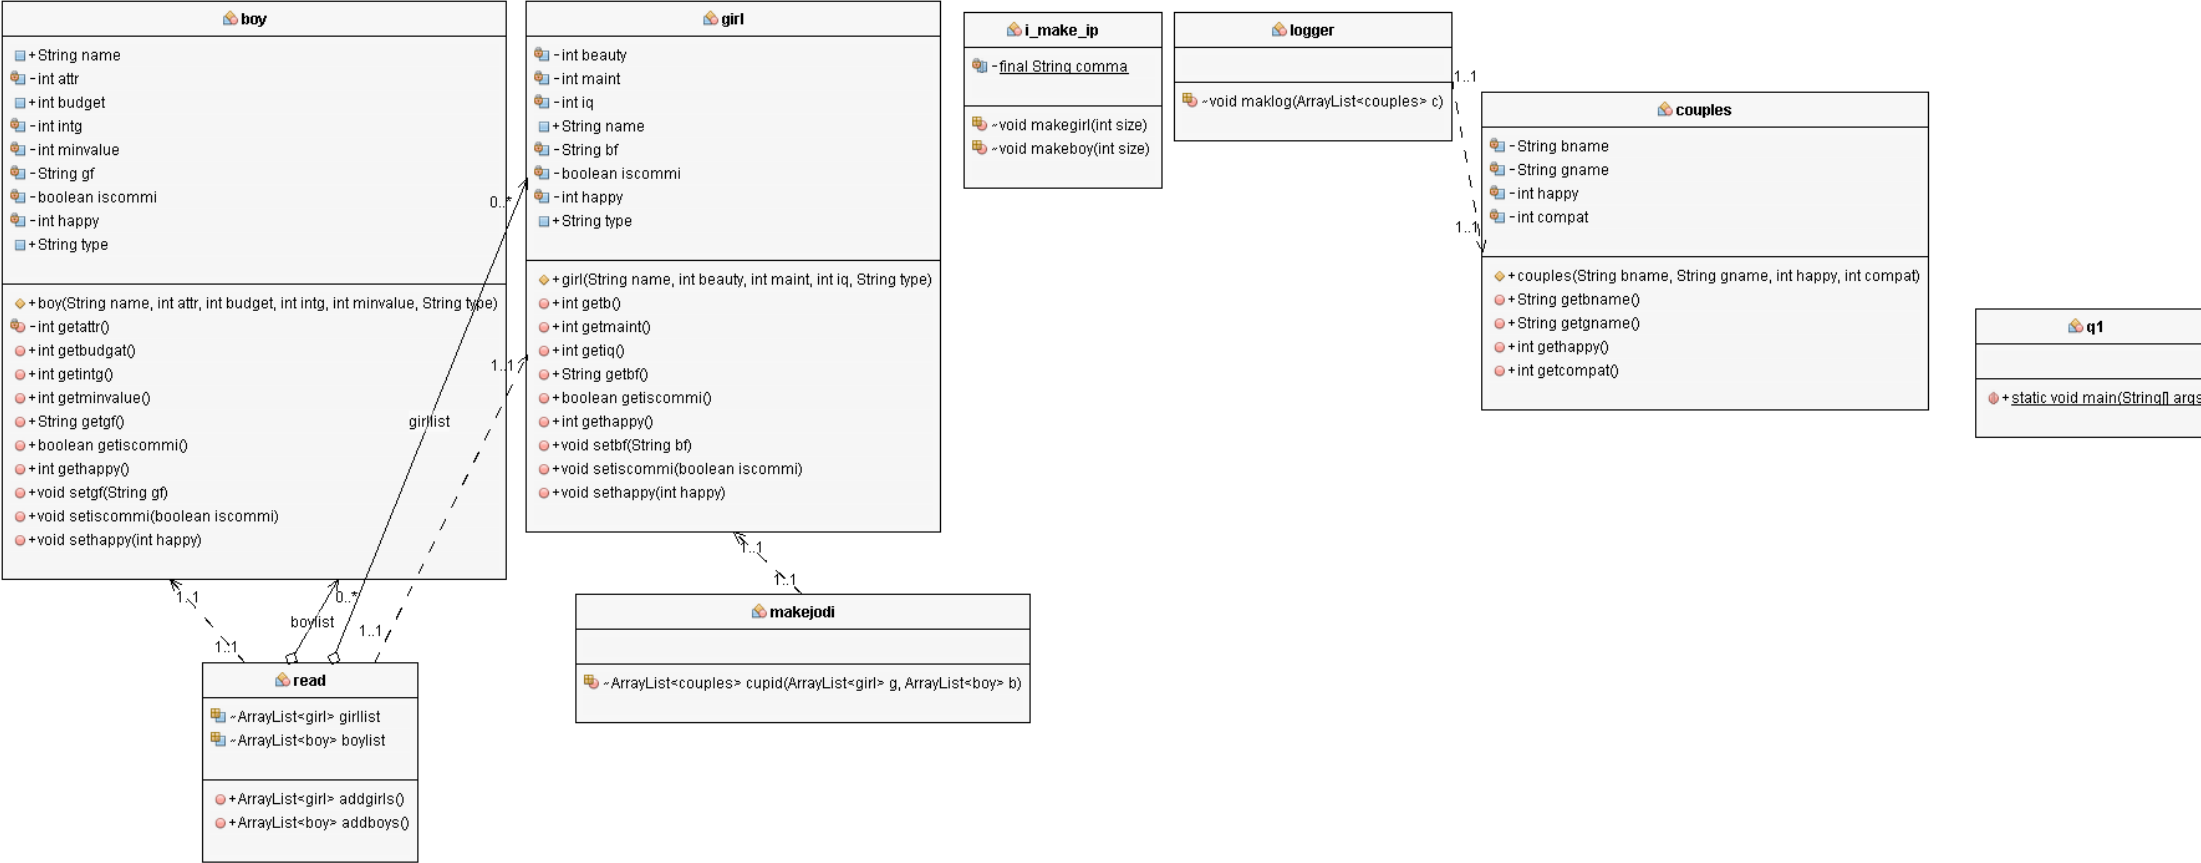 boy
+String name
-int attr
+int budget
-int intg
-int minvalue
-String gf
-boolean iscommi
-int happy
+String type
+boy(String name, int attr, int budget, int intg, int minvalue, String type)
-int getattr()
+int getbudgat()
+int getintg()
+int getminvalue()
+String getgf()
+boolean getiscommi()
+int gethappy()
+void setgf(String gf)
+void setiscommi(boolean iscommi)
+void sethappy(int happy)
girl
-int beauty
-int maint
-int iq
+String name
-String bf
-boolean iscommi
-int happy
+String type
+girl(String name, int beauty, int maint, int iq, String type)
+int getb()
+int getmaint()
+int getiq()
+String getbf()
+boolean getiscommi()
+int gethappy()
+void setbf(String bf)
+void setiscommi(boolean iscommi)
+void sethappy(int happy)
i_make_ip
-final String comma
~void makegirl(int size)
~void makeboy(int size)
logger
~void maklog(ArrayList<couples> c)
1..1
1..1
couples
-String bname
-String gname
-int happy
-int compat
+couples(String bname, String gname, int happy, int compat)
+String getbname()
+String getgname()
+int gethappy()
+int getcompat()
q1
+static void main(String[] args
0..*
1..1
girllist
1..1
1..1
0..*
boylist
1..1
1..1
1..1
1..1
read
~ArrayList<girl> girllist
~ArrayList<boy> boylist
+ArrayList<girl> addgirls()
+ArrayList<boy> addboys()
makejodi
~ArrayList<couples> cupid(ArrayList<girl> g, ArrayList<boy> b)